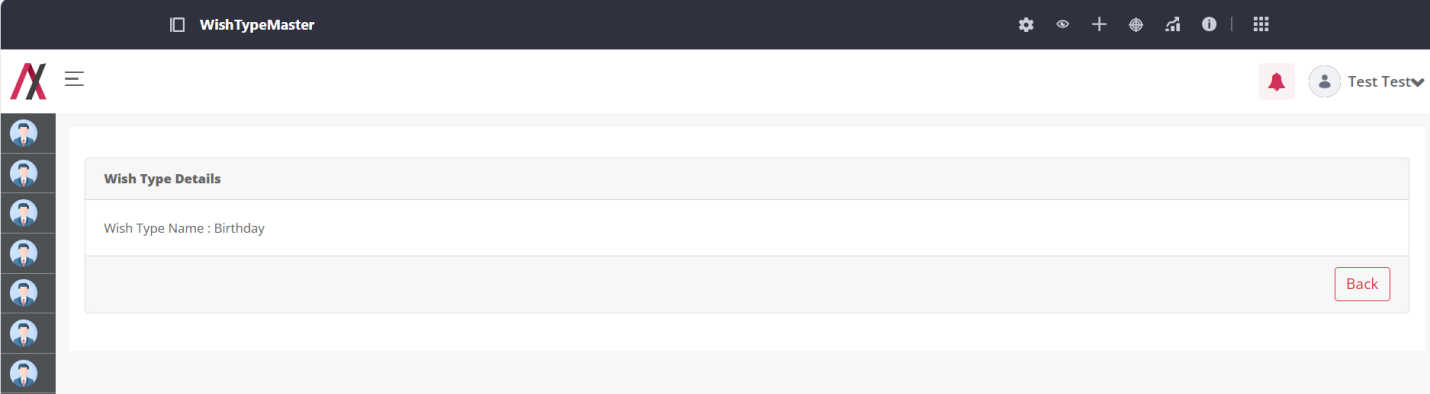 WishTypeMaster
Test Test
Wish Type Details
Wish Type Name : Birthday
Back